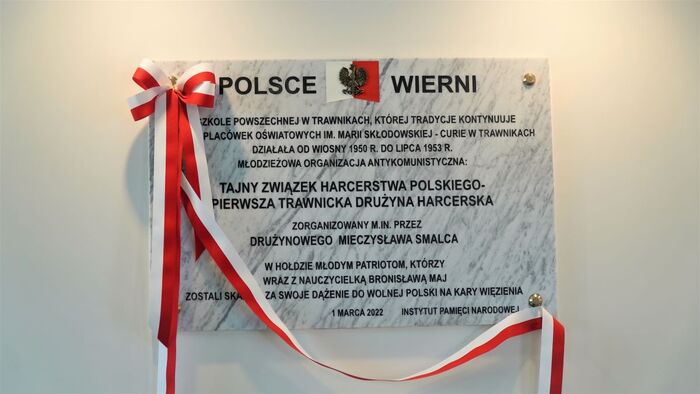 POLSCE WIERNI
SZKOLE POWSZECHNEJ W TRAWNIKACH, KTÓREJ TRADYCJE KONTYNUUJE
PLACÓWEK OŚWIATOWYCH IM. MARII SKŁODOWSKIEJ - CURIE W TRAWNIKACH
DZIAŁAŁA OD WIOSNY 1950 R. DO LIPCA 1953 R.
MŁODZIEŻOWA ORGANIZACJA ANTYKOMUNISTYCZNA:
TAJNY ZWIĄZEK HARCERSTWA POLSKIEGO-
PIERWSZA TRAWNICKA DRUŻYNA HARCERSKA
ZORGANIZOWANY M.IN. PRZEZ
DRUŻYNOWEGO MIECZYSŁAWA SMALCA
W HOŁDZIE MŁODYM PATRIOTOM, KTÓRZY
WRAZ Z NAUCZYCIELKĄ BRONISŁAWĄ MAJ
ZOSTALI ZA SWOJE DĄŻENIE DO WOLNEJ POLSKI NA KARY WIĘZIENIA
1 MARCA 2022 INSTYTUT PAMIĘCI NARODOWEJ